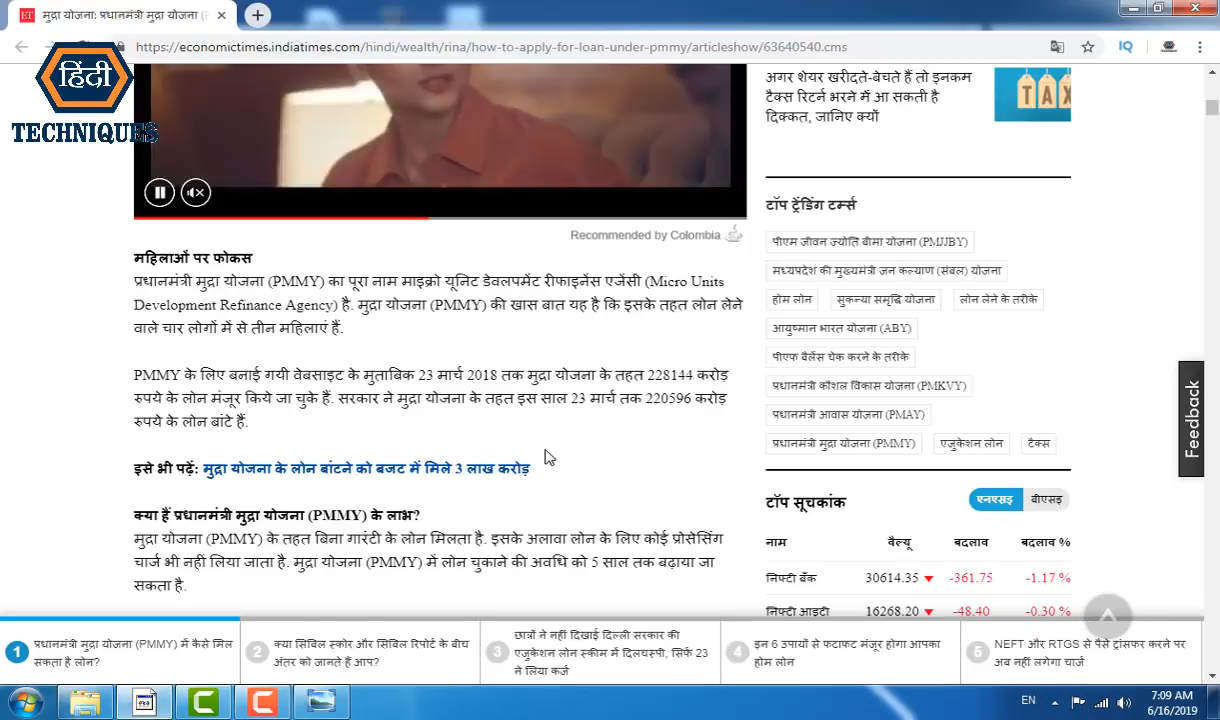 मुद्रा योजना: प्रधानमंत्री मुद्रा योजना (
https://economictimes.indiatimes.com/hindi/wealth/rina/how-to-apply-for-loan-under-pmmy/articleshow/63640540.cms
हिंदी
TECHNIQUES
Recommended by Colombia
महिलाओं पर फोकस
प्रधानमंत्री मुद्रा योजना (PMMY) का पूरा नाम माइक्रो यूनिट डेवलपमेंट रीफाइनेंस एजेंसी (Micro Units
Development Refinance Agency) है. मुद्रा योजना (PMMY) की खास बात यह है कि इसके तहत लोन लेने
वाले चार लोगों में से तीन महिलाएं हैं.
PMMY के लिए बनाई गयी वेबसाइट के मुताबिक 23 मार्च 2018 तक मुद्रा योजना के तहत 228144 करोड़
रुपये के लोन मंजूर किये जा चुके हैं. सरकार ने मुद्रा योजना के तहत इस साल 23 मार्च तक 220596 करोड़
रुपये के लोन बांटे हैं.
इसे भी पढ़ें: मुद्रा योजना के लोन बांटने को बजट में मिले 3 लाख करोड़
क्या हैं प्रधानमंत्री मुद्रा योजना (PMMY) के लाभ?
मुद्रा योजना (PMMY) के तहत बिना गारंटी के लोन मिलता है. इसके अलावा लोन के लिए कोई प्रोसेसिंग
चार्ज भी नहीं लिया जाता है. मुद्रा योजना (PMMY) में लोन चुकाने की अवधि को 5 साल तक बढ़ाया जा
सकता है.
अगर शेयर खरीदते-बेचते हैं तो इनकम
टैक्स रिटर्न भरने में आ सकती है
दिक्कत, जानिए क्यों
TAX
टॉप ट्रेंडिंग टर्म्स
पीएम जीवन ज्योति बीमा योजना (PMJJBY)
मध्यप्रदेश की मुख्यमंत्री जन कल्याण (संबल) योजना
होम लोन सुकन्या समृद्धि योजना लोन लेने के तरीके
आयुष्मान भारत योजना (ABY)
पीएफ बैलेंस चेक करने के तरीके
प्रधानमंत्री कौशल विकास योजना (PMKVY)
प्रधानमंत्री आवास योजना (PMAY)
प्रधानमंत्री मुद्रा योजना (PMMY) एजुकेशन लोन टैक्स
टॉप सूचकांक एनएसइ बीएसइ
नाम वैल्यू बदलाव बदलाव %
निफ्टी बैंक 30614.35 -361.75 -1.17 %
निफ्टी आइटी 16268.20 -48.40 -0.30 %
Feedback
1 प्रधानमंत्री मुद्रा योजना (PMMY) में कैसे मिल
सकता है लोन?
2 क्या सिबिल स्कोर और सिबिल रिपोर्ट के बीच
अंतर को जानते हैं आप?
3 छात्रों ने नहीं दिखाई दिल्ली सरकार की
एजुकेशन लोन स्कीम में दिलचस्पी, सिर्फ 23
ने लिया कर्ज
4 इन 6 उपायों से फटाफट मंजूर होगा आपका
होम लोन
5 NEFT और RTGS से पैसे ट्रांसफर करने पर
अब नहीं लगेगा चार्ज
EN
7:09 AM
6/16/2019